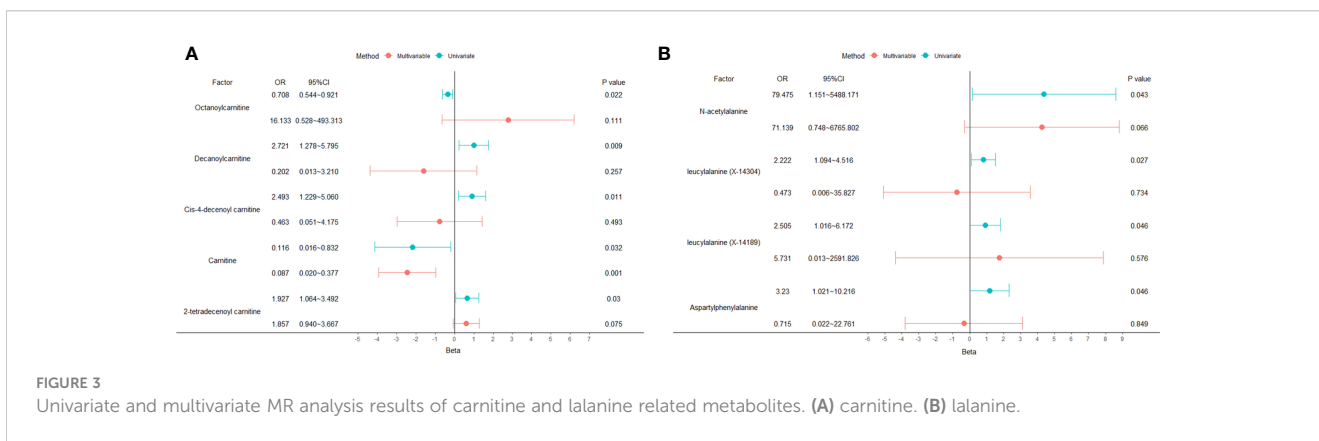 A
Method Multivariable Univariate
Factor OR 95%CI P value
0.708 0.544~0.921 0.022
Octanoylcarnitine
16.133 0.528~493.313 0.111
2.721 1.278~5.795 0.009
Decanoylcarnitine
0.202 0.013~3.210 0.257
2.493 1.229~5.060 0.011
Cis-4-decenoyl carnitine
0.463 0.051~4.175 0.493
0.116 0.016~0.832 0.032
Carnitine
0.087 0.020~0.377 0.001
1.927 1.064~3.492 0.03
2-tetradecenoyl carnitine
1.857 0.940~3.667 0.075
-5 -4 -3 -2 -1 0 1 2 3 4 5 6 7
Beta
B
Method Multivariable Univariate
Factor OR 95%CI P value
79.475 1.151~5488.171 0.043
N-acetylalanine
71.139 0.748~6765.802 0.066
2.222 1.094~4.516 0.027
leucylalanine (X-14304)
0.473 0.006~35.827 0.734
2.505 1.016~6.172 0.046
leucylalanine (X-14189)
5.731 0.013~2591.826 0.576
3.23 1.021~10.216 0.046
Aspartylphenylalanine
0.715 0.022~22.761 0.849
-6 -5 -4 -3 -2 -1 0 1 2 3 4 5 6 7 8 9
Beta
FIGURE 3
Univariate and multivariate MR analysis results of carnitine and lalanine related metabolites. (A) carnitine. (B) lalanine.